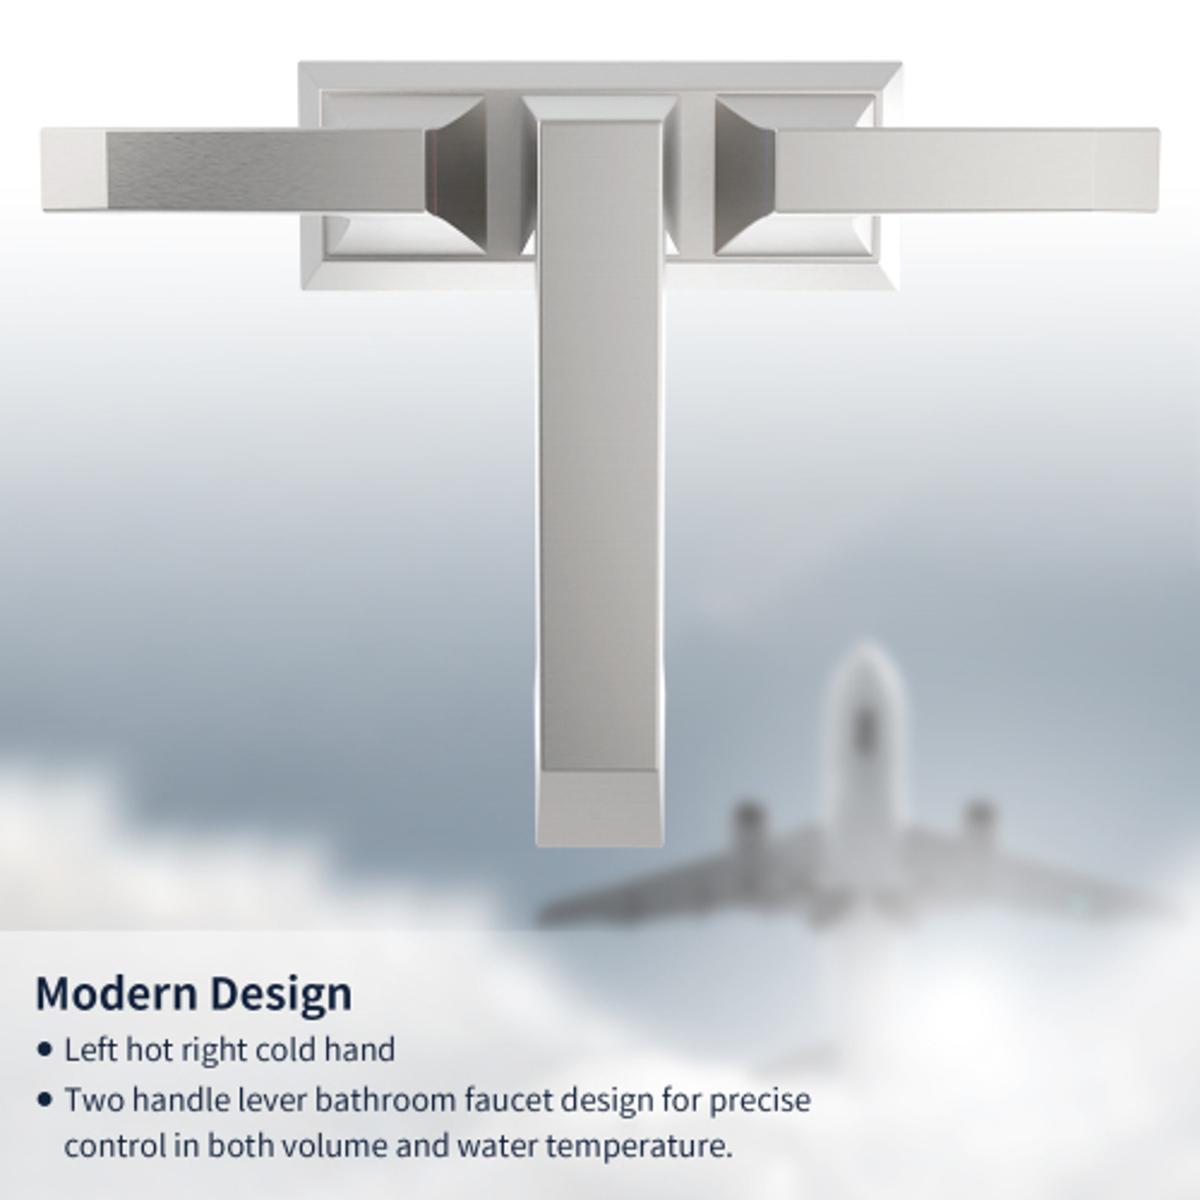 Modern Design
• Left hot right cold hand
• Two handle lever bathroom faucet design for precise
control in both volume and water temperature.